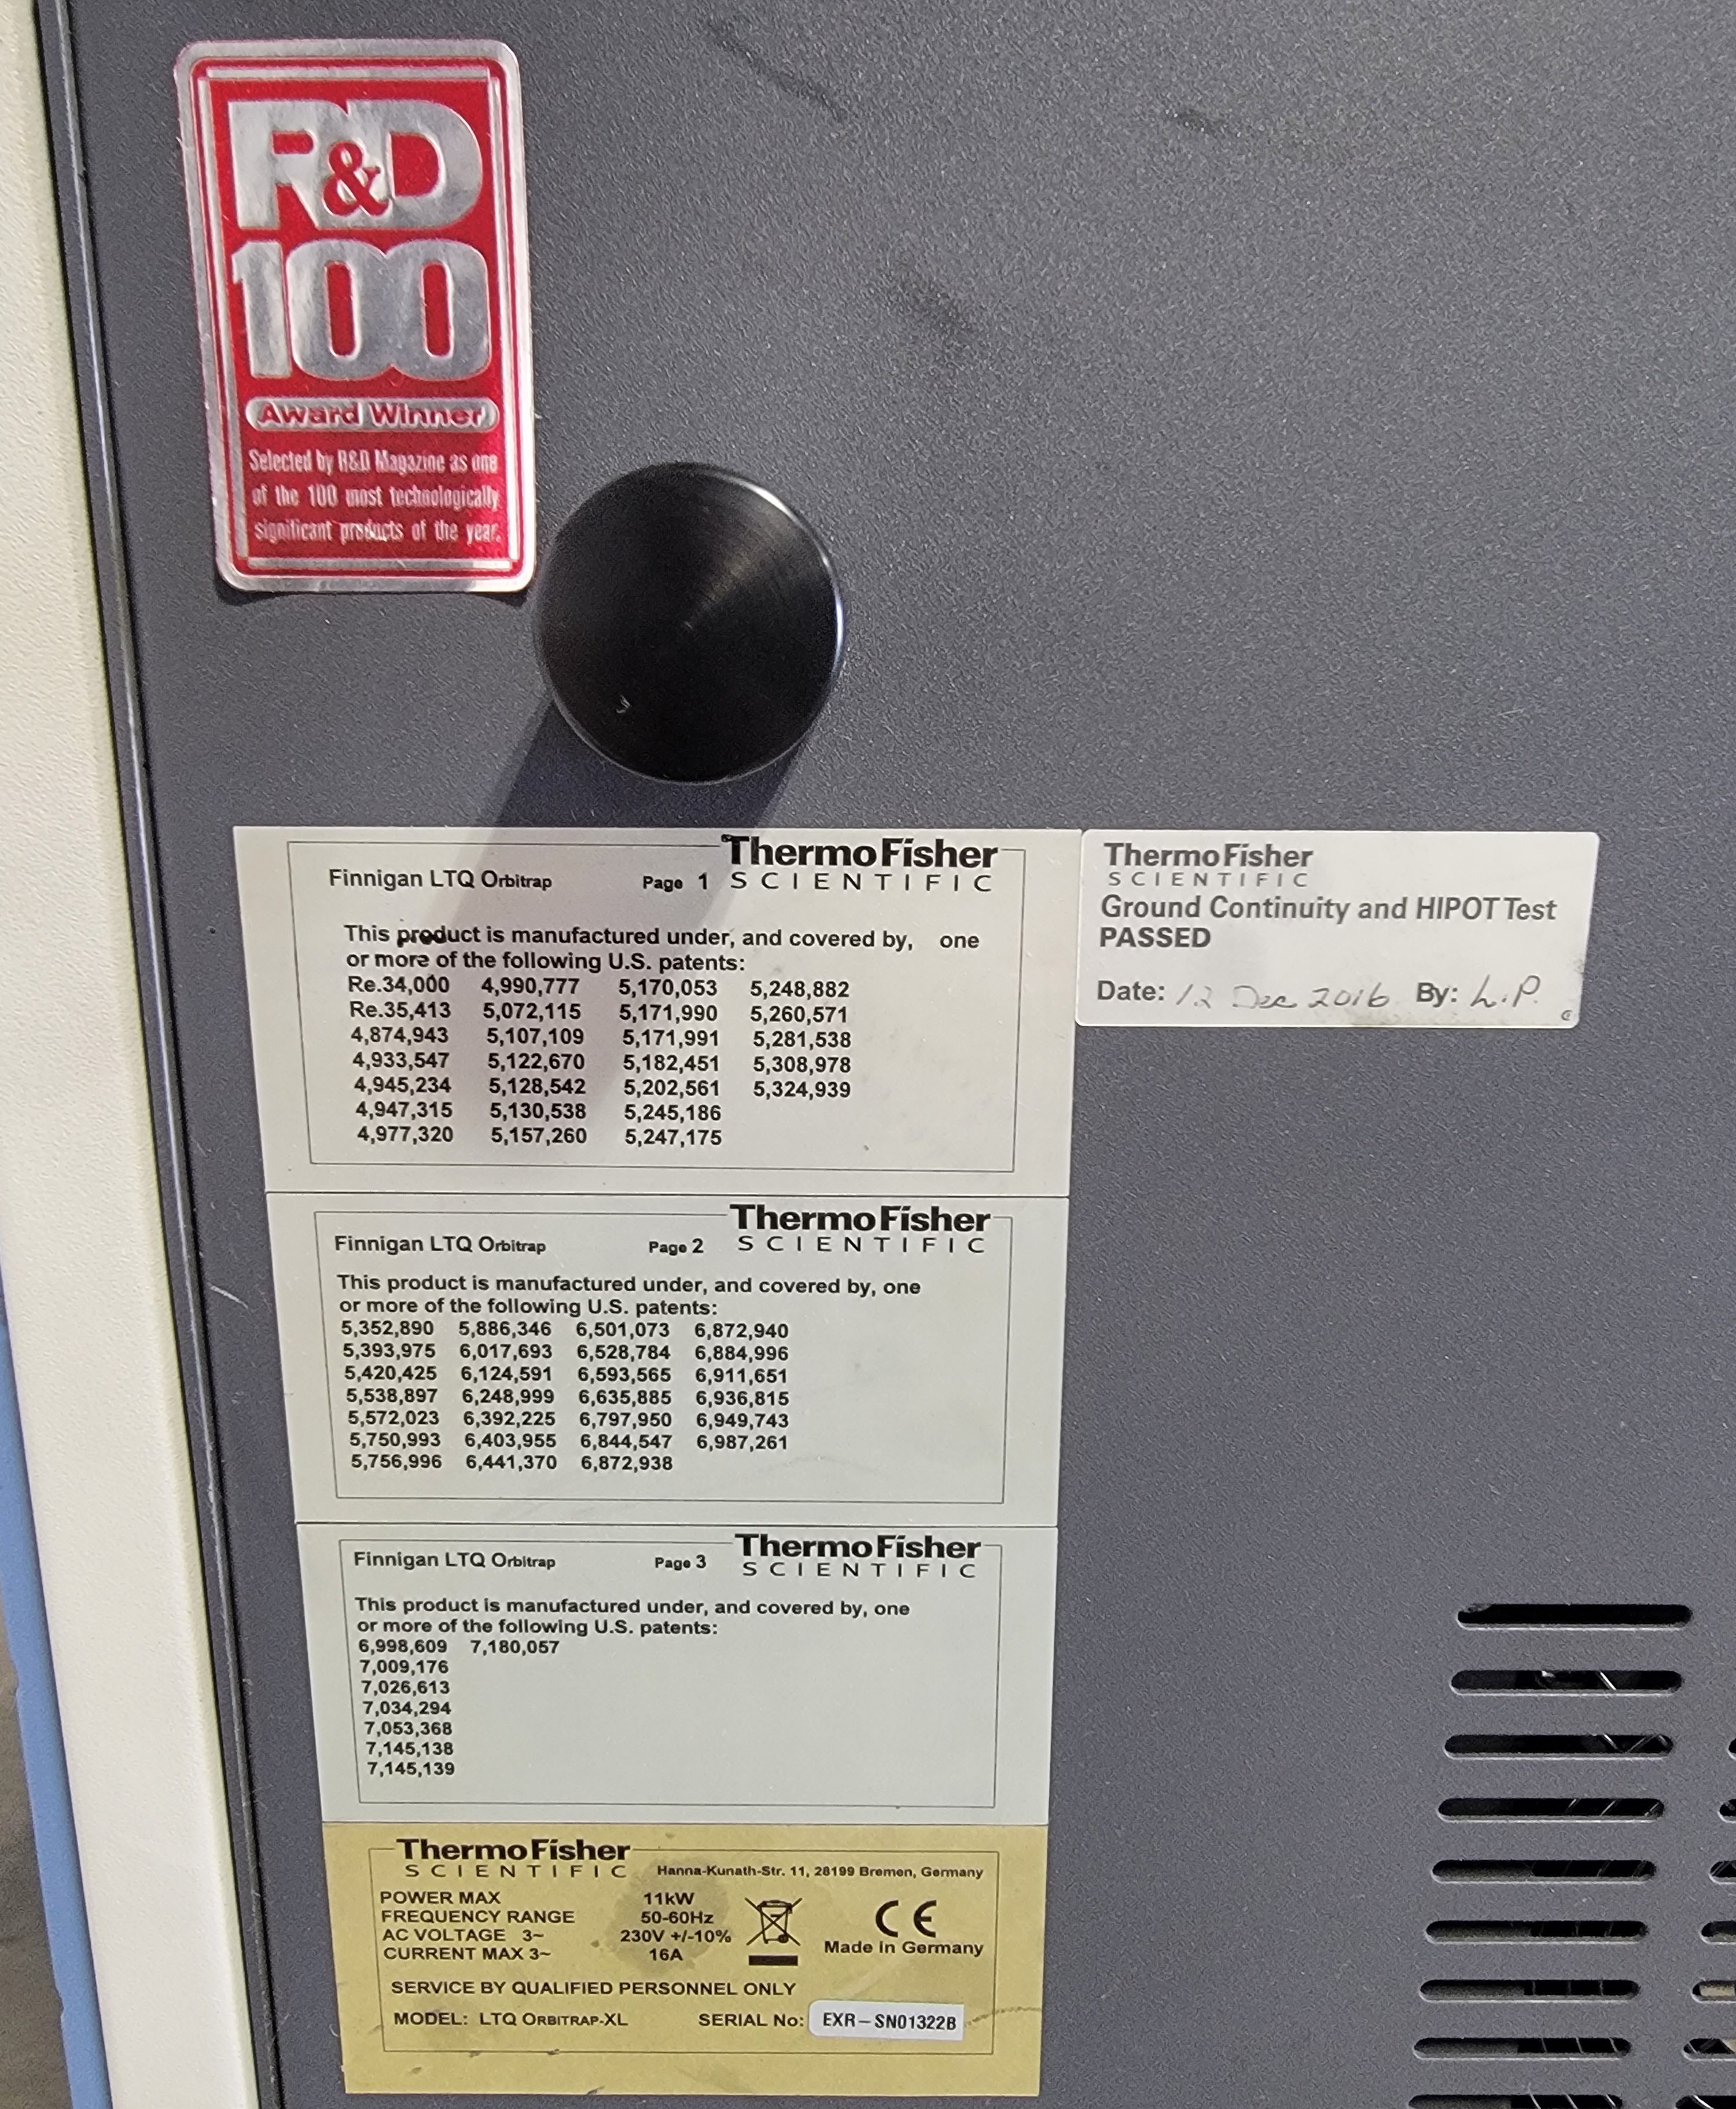 R&D
100
Award Winner
Selected by R&D Magazine as one
of the 100 most technologically
significant products of the year.
ThermoFisher
SCIENTIFIC
Finnigan LTQ Orbitrap Page 1
This product is manufactured under, and covered by, one
or more of the following U.S. patents:
Re.34,000 4,990,777 5,170,053 5,248,882
Re.35,413 5,072,115 5,171,990 5,260,571
4,874,943 5,107,109 5,171,991 5,281,538
4,933,547 5,122,670 5,182,451 5,308,978
4,945,234 5,128,542 5,202,561 5,324,939
4,947,315 5,130,538 5,245,186
4,977,320 5,157,260 5,247,175
ThermoFisher
SCIENTIFIC
Ground Continuity and HIPOT Test
PASSED
Date: 12 Dec 2016 By: L.P.
ThermoFisher
SCIENTIFIC
Finnigan LTQ Orbitrap Page 2
This product is manufactured under, and covered by, one
or more of the following U.S. patents:
5,352,890 5,886,346 6,501,073 6,872,940
5,393,975 6,017,693 6,528,784 6,884,996
5,420,425 6,124,591 6,593,565 6,911,651
5,538,897 6,248,999 6,635,885 6,936,815
5,572,023 6,392,225 6,797,950 6,949,743
5,750,993 6,403,955 6,844,547 6,987,261
5,756,996 6,441,370 6,872,938
ThermoFisher
SCIENTIFIC
Finnigan LTQ Orbitrap Page 3
This product is manufactured under, and covered by, one
or more of the following U.S. patents:
6,998,609 7,180,057
7,009,176
7,026,613
7,034,294
7,053,368
7,145,138
7,145,139
ThermoFisher
SCIENTIFIC Hanna-Kunath-Str. 11, 28199 Bremen, Germany
POWER MAX 11kW
FREQUENCY RANGE 50-60Hz
AC VOLTAGE 3~ 230V +/-10%
CURRENT MAX 3~ 16A
CE
Made in Germany
SERVICE BY QUALIFIED PERSONNEL ONLY
MODEL: LTQ ORBITRAP-XL SERIAL No: EXR–SN01322B